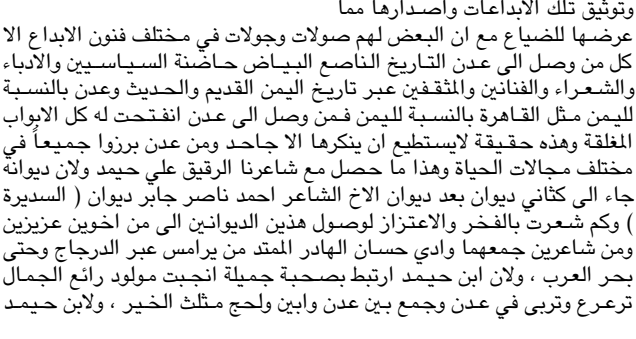 وتوثيق تلك الابداعات واصدارها مما
عرضها للضياع مع ان البعض لهم صولات وجولات في مختلف فنون الابداع الا
كل من وصل الى عدن التاريخ الناصع البياض حاضنة السياسيين والادباء
والشعراء والفنانين والمثقفين عبر تاريخ اليمن القديم والحديث وعدن بالنسبة
لليمن مثل القاهرة بالنسبة لليمن فمن وصل الى عدن انفتحت له كل الابواب
المغلقة وهذه حقيقة لايستطيع ان ينكرها الا جاحد ومن عدن برزوا جميعاً في
مختلف مجالات الحياة وهذا ما حصل مع شاعرنا الرقيق علي حيمد ولان ديوانه
جاء الى كثاني ديوان بعد ديوان الاخ الشاعر احمد ناصر جابر ديوان ( السديرة
) وكم شعرت بالفخر والاعتزاز لوصول هذين الديوانين الى من اخوين عزيزين
ومن شاعرين جمعهما وادي حسان الهادر الممتد من يرامس عبر الدرجاج وحتى
بحر العرب ، ولان ابن حيمد ارتبط بصحبة جميلة انجبت مولود رائع الجمال
ترعرع وتربى في عدن وجمع بين عدن وابين ولحج مثلث الخير ، ولابن حيمد